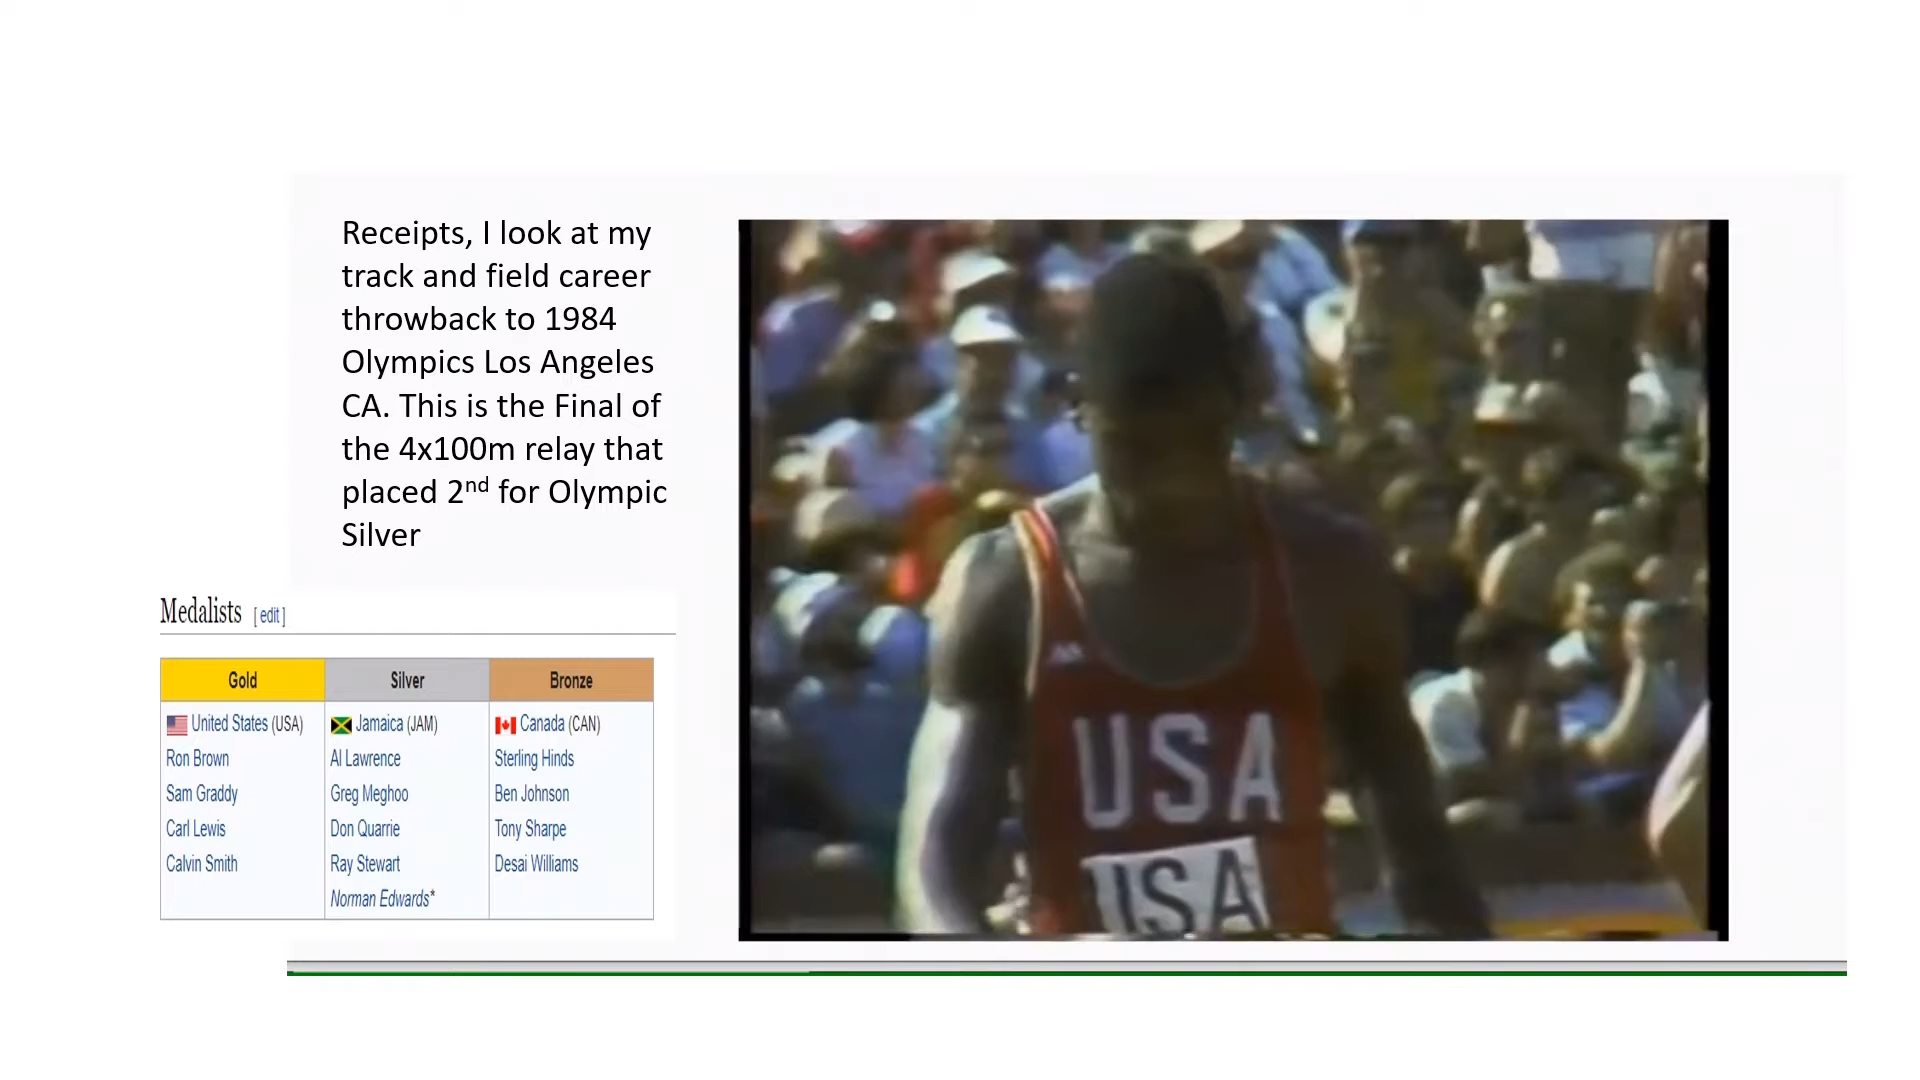 Receipts, I look at my
track and field career
throwback to 1984
Olympics Los Angeles
CA. This is the Final of
the 4x100m relay that
placed 2nd for Olympic
Silver
Medalists [ edit ]
Gold Silver Bronze
United States (USA) Jamaica (JAM) Canada (CAN)
Ron Brown Al Lawrence Sterling Hinds
Sam Graddy Greg Meghoo Ben Johnson
Carl Lewis Don Quarrie Tony Sharpe
Calvin Smith Ray Stewart Desai Williams
Norman Edwards*
USA
USA